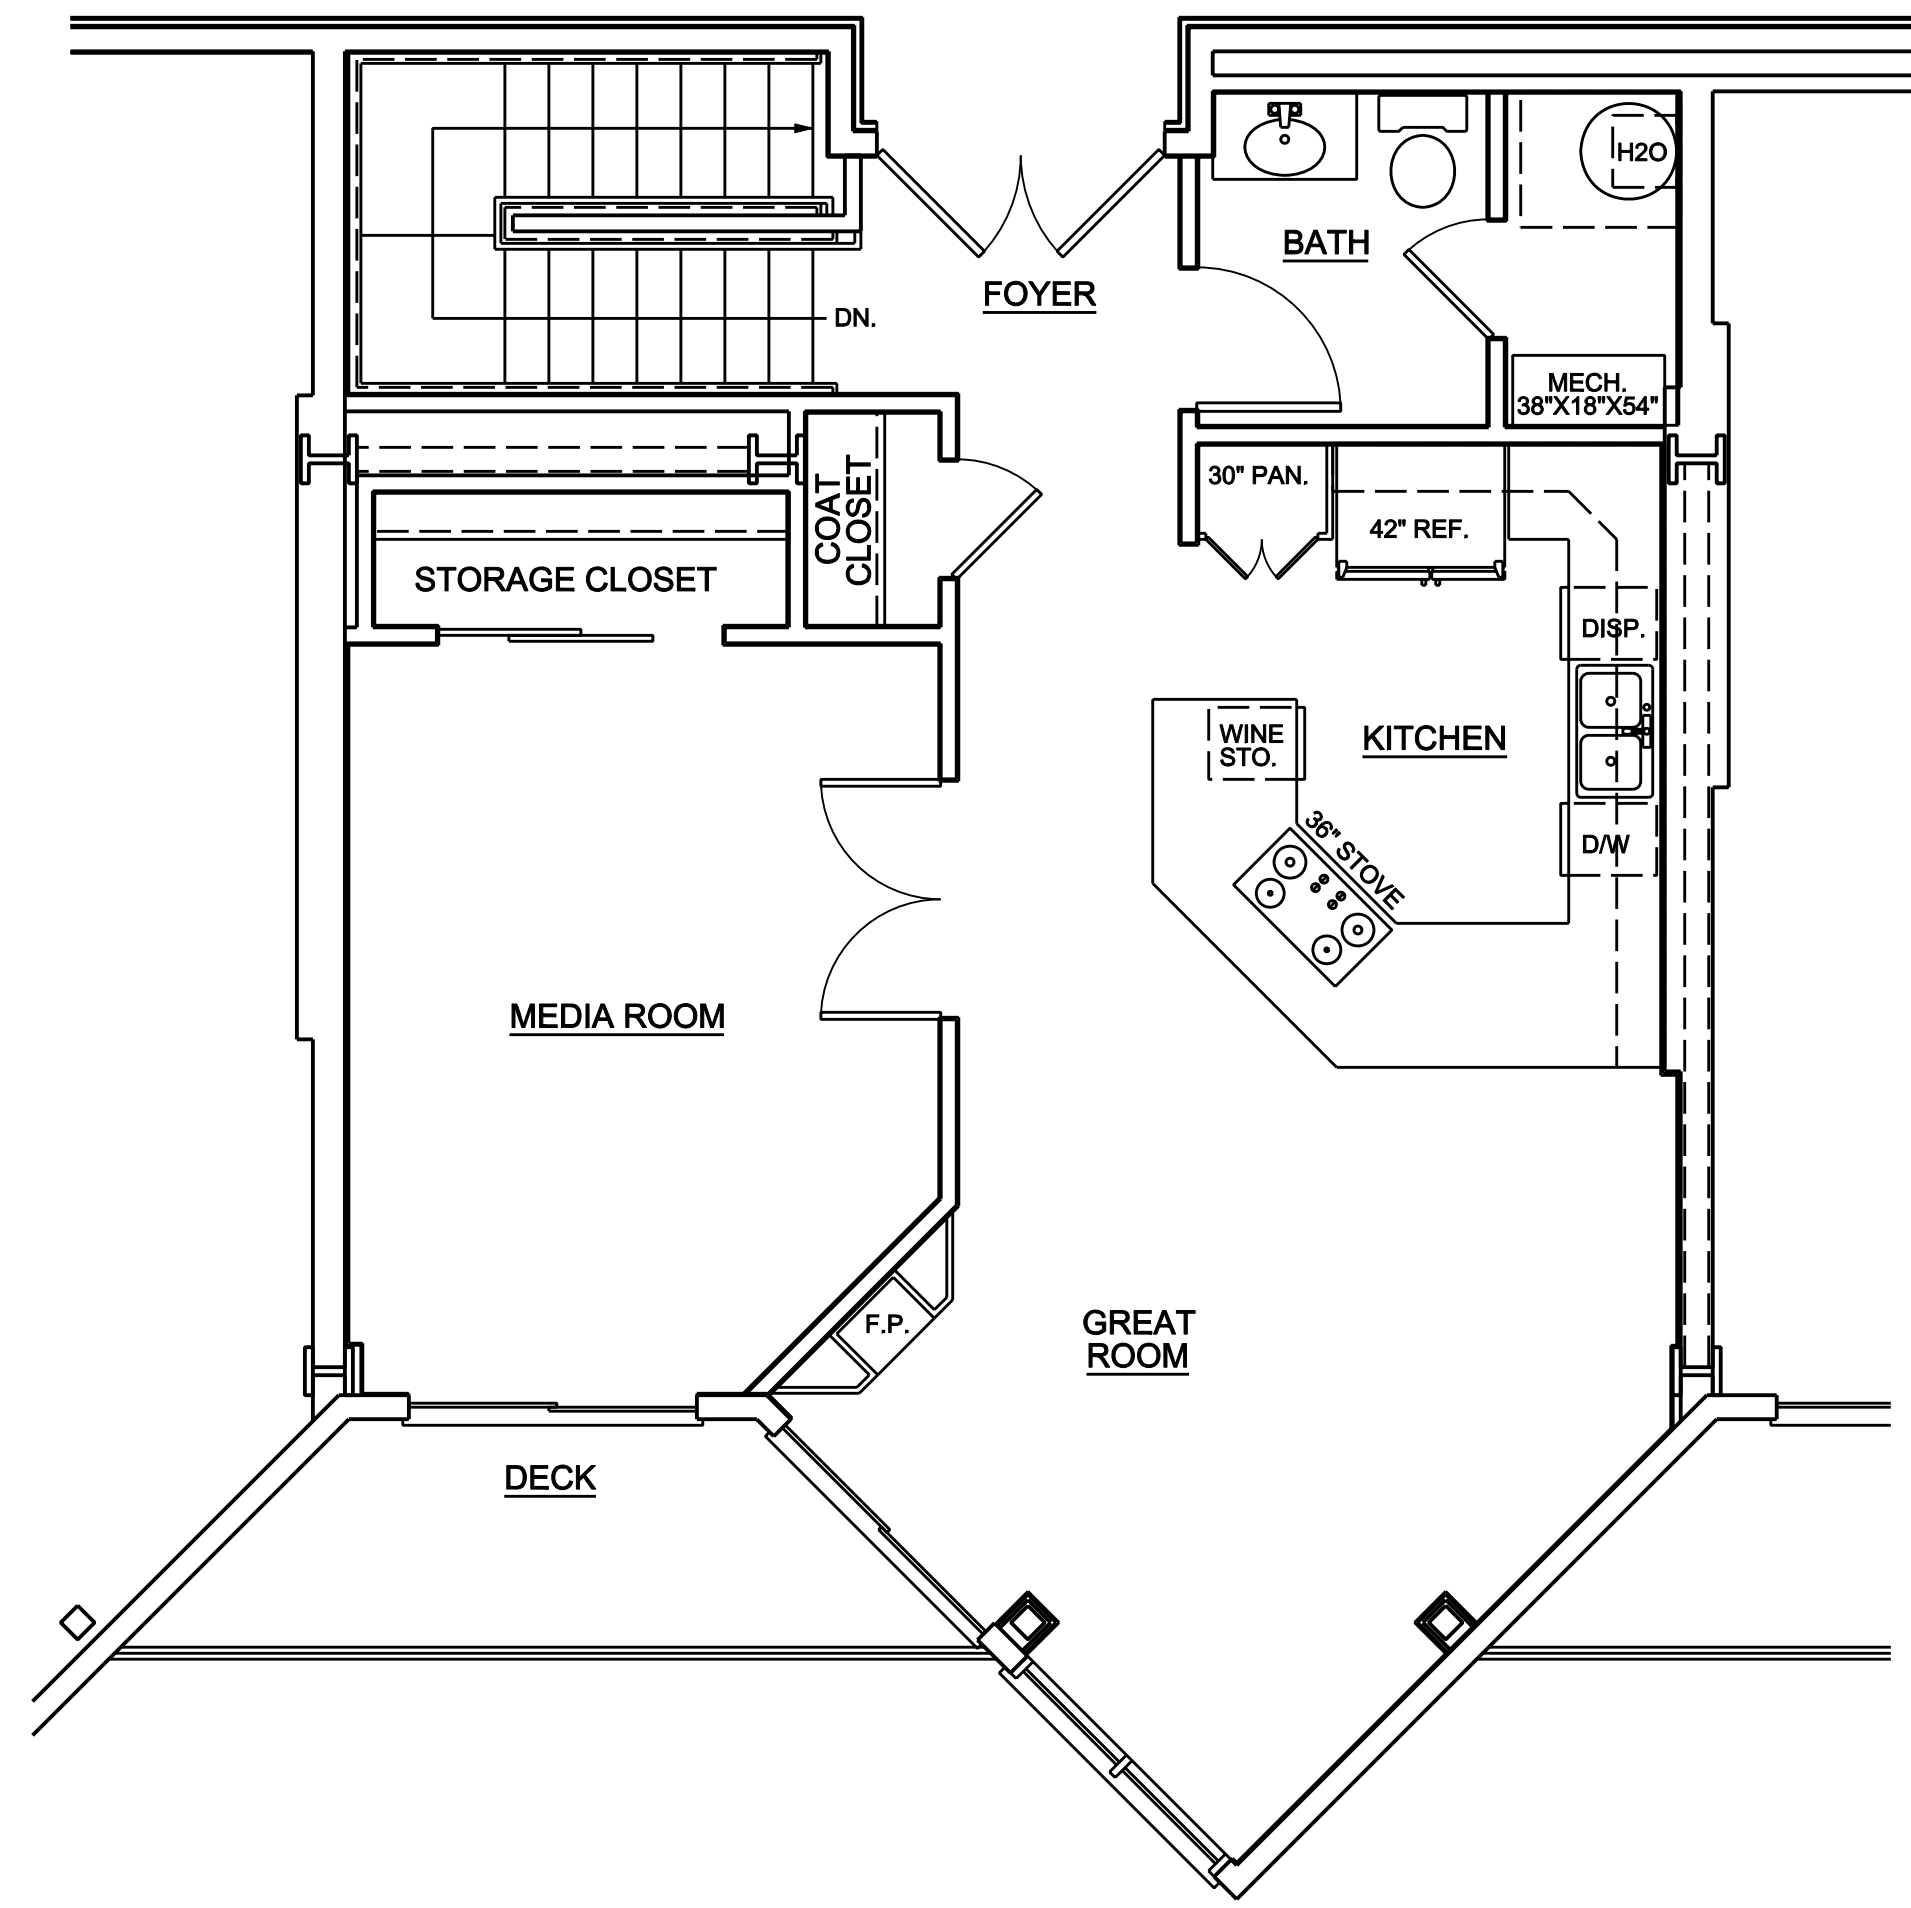 H2O
BATH
FOYER
DN.
MECH.
38"X18"X54"
30" PAN.
42" REF.
COAT
CLOSET
STORAGE CLOSET
DISP.
WINE
STO.
KITCHEN
36" STOVE
D/W
MEDIA ROOM
F.P.
GREAT
ROOM
DECK